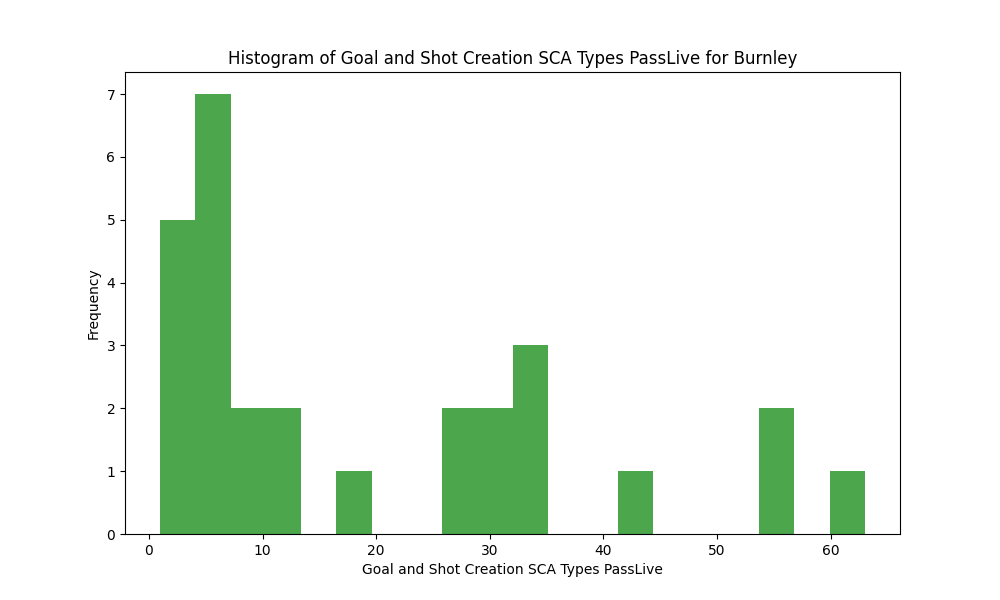 Histogram of Goal and Shot Creation SCA Types PassLive for Burnley
7
6
5
4
3
2
1
0
Frequency
0 10 20 30 40 50 60
Goal and Shot Creation SCA Types PassLive